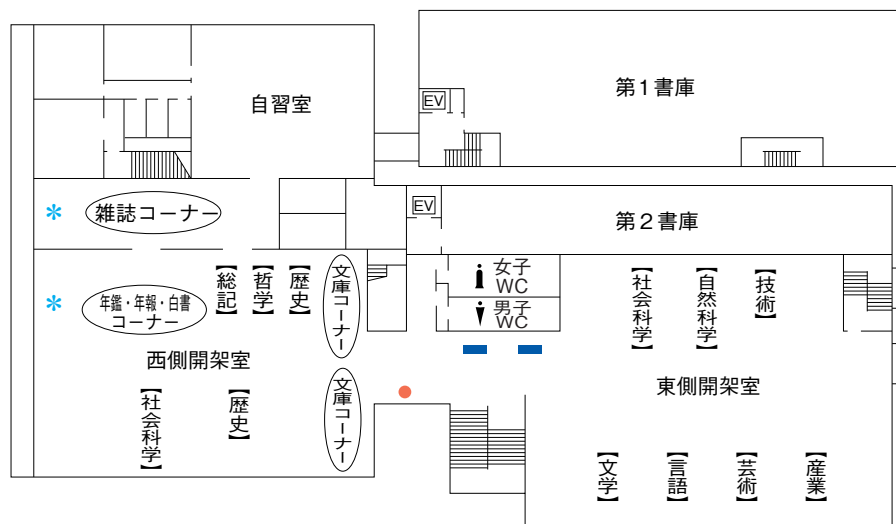 自習室
EV
第1書庫
*
雑誌コーナー
EV
第2書庫
*
年鑑・年報・白書
コーナー
【総記】
【哲学】
【歴史】
文庫コーナー
女子
WC
男子
WC
【社会科学】
【自然科学】
【技術】
西側開架室
東側開架室
【社会科学】
【歴史】
文庫コーナー
【文学】
【言語】
【芸術】
【産業】